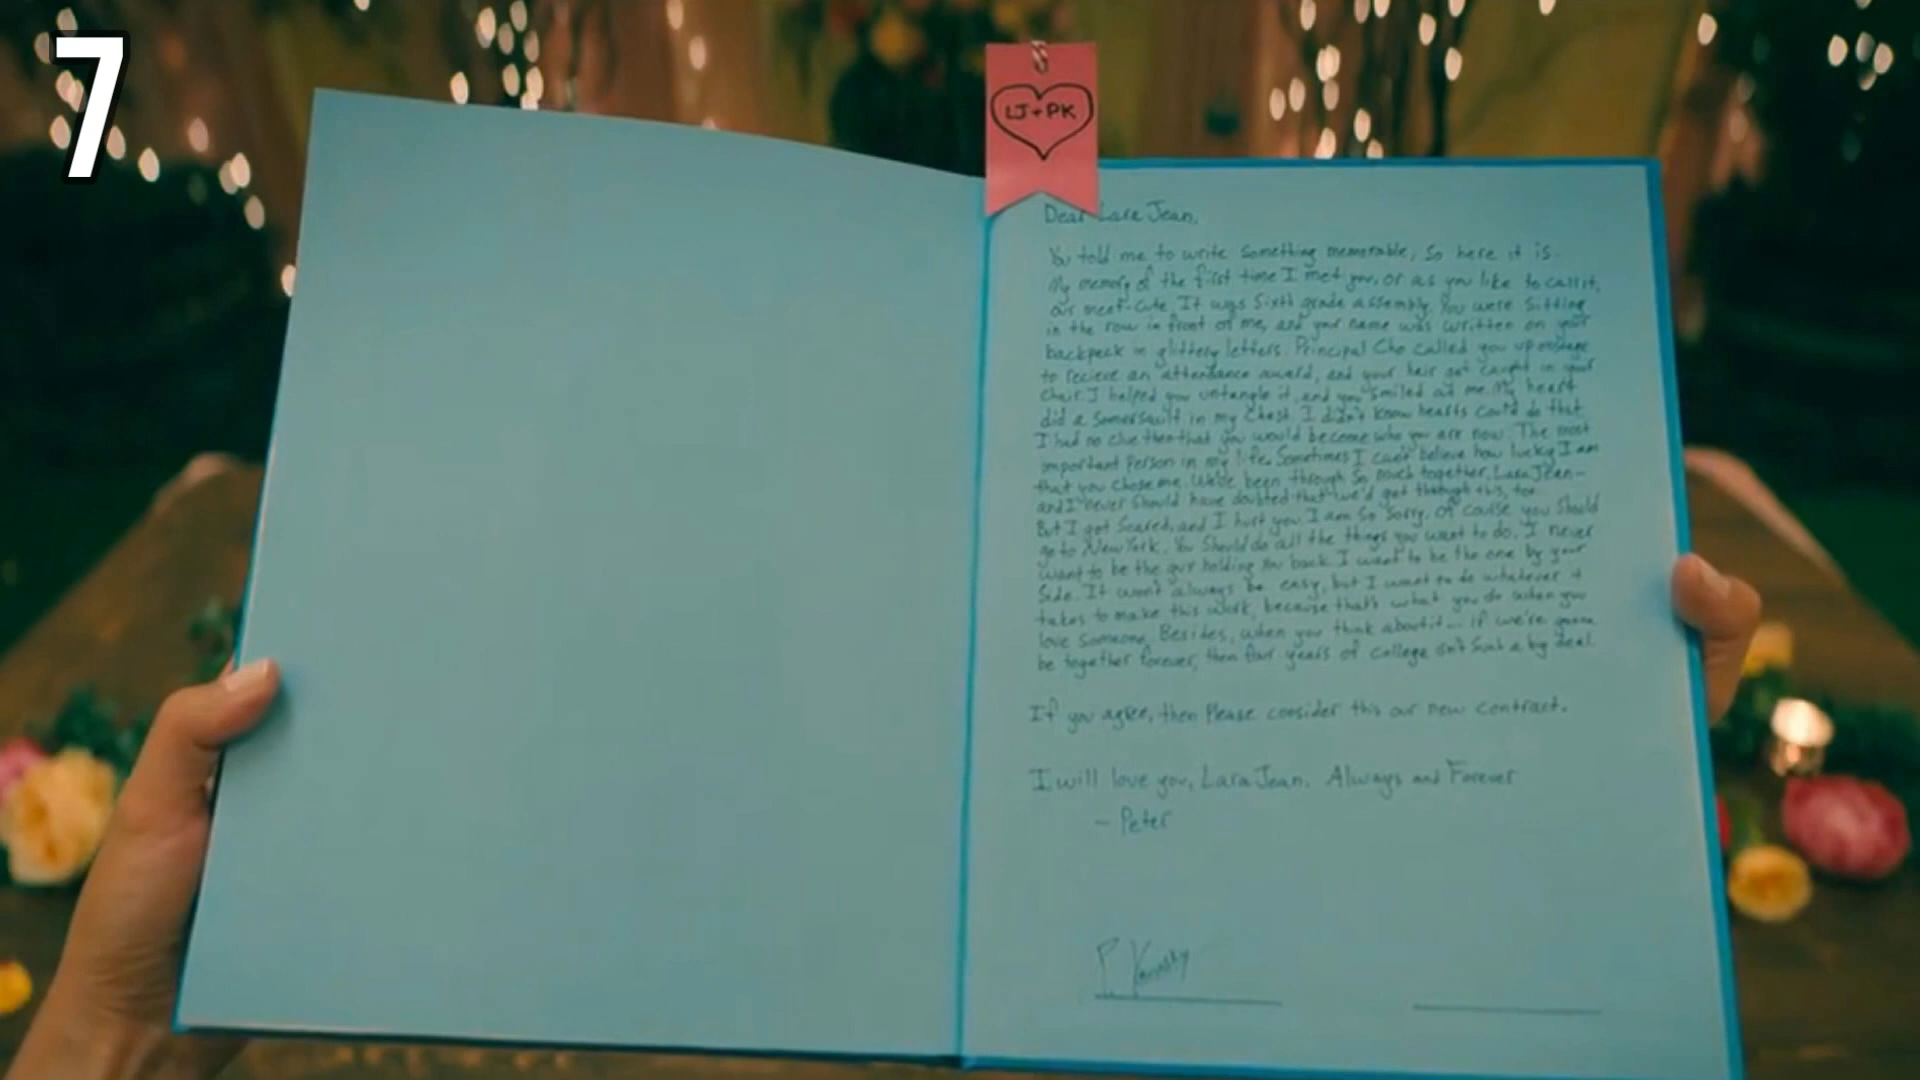 7
LJ + PK
Dear Lara Jean,
You told me to write something memorable, so here it is.
My memory of the first time I met you, or as you like to call it,
our meet-cute. It was sixth grade assembly. You were sitting
in the row in front of me, and your name was written on your
backpack in glittery letters. Principal Cho called you up onstage
to recieve an attendance award, and your hair got caught in your
chair. I helped you untangle it, and you smiled at me. My heart
did a somersault in my chest. I didn't know hearts could do that.
I had no clue then that you would become who you are now. The most
important person in my life. Sometimes I can't believe how lucky I am
that you chose me. We've been through so much together, Lara Jean—
and I never should have doubted that we'd get through this, too.
But I got scared, and I hurt you. I am so sorry. Of course you should
go to New York. You should do all the things you want to do. I never
want to be the guy holding you back. I want to be the one by your
side. It won't always be easy, but I want to do whatever it
takes to make this work, because that's what you do when you
love someone. Besides, when you think about it— if we're gonna
be together forever, then four years of college isn't such a big deal.
If you agree, then please consider this our new contract.
I will love you, Lara Jean. Always and Forever
— Peter
P. Kavinsky